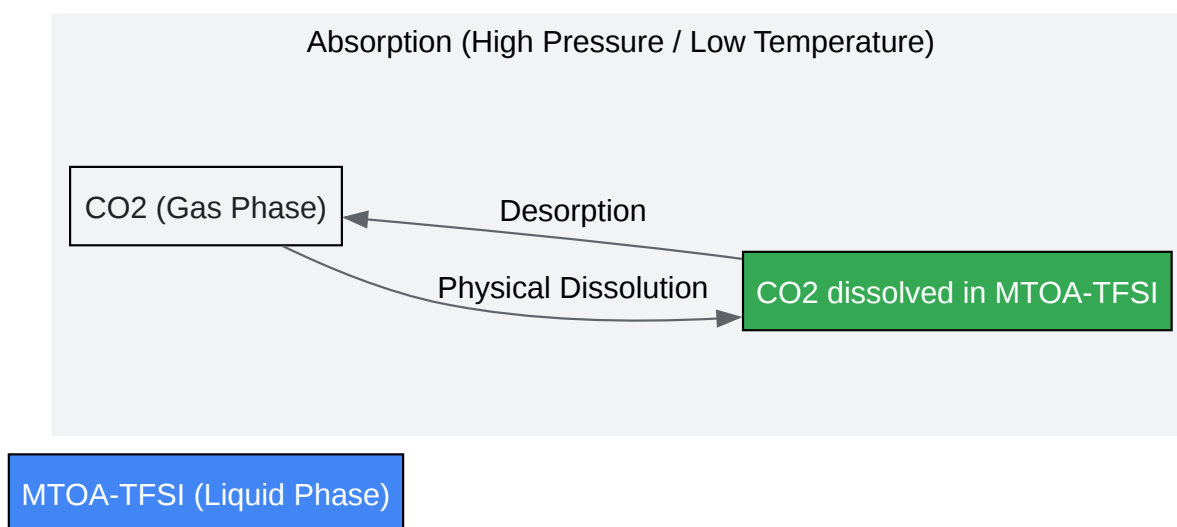 Absorption (High Pressure / Low Temperature)
CO2 (Gas Phase)
Desorption
Physical Dissolution
CO2 dissolved in MTOA-TFSI
MTOA-TFSI (Liquid Phase)